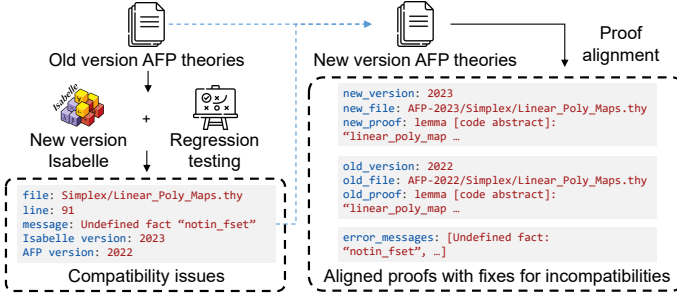 Old version AFP theories
Isabelle
New version
Isabelle
+
Regression
testing
file: Simplex/Linear_Poly_Maps.thy
line: 91
message: Undefined fact “notin_fset”
Isabelle version: 2023
AFP version: 2022
Compatibility issues
New version AFP theories
Proof
alignment
new_version: 2023
new_file: AFP-2023/Simplex/Linear_Poly_Maps.thy
new_proof: lemma [code abstract]:
“linear_poly_map …
old_version: 2022
old_file: AFP-2022/Simplex/Linear_Poly_Maps.thy
old_proof: lemma [code abstract]:
“linear_poly_map …
error_messages: [Undefined fact:
“notin_fset”, …]
Aligned proofs with fixes for incompatibilities